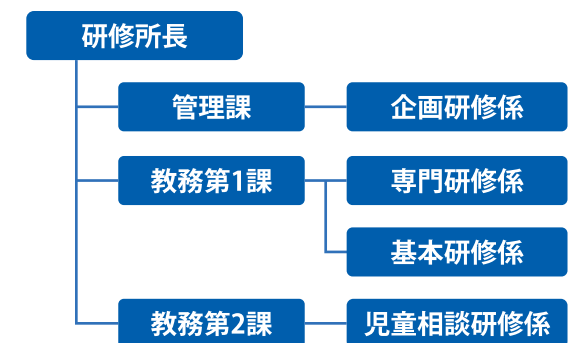 研修所長
管理課
企画研修係
教務第1課
専門研修係
基本研修係
教務第2課
児童相談研修係